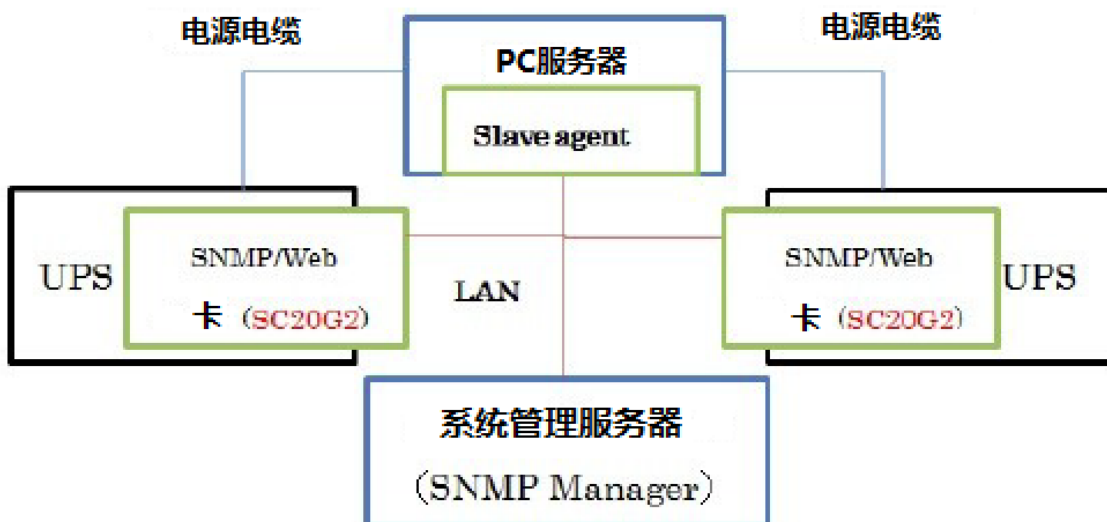 电源电缆
电源电缆
PC服务器
Slave agent
UPS
SNMP/Web
卡（SC20G2）
LAN
SNMP/Web
卡（SC20G2）
UPS
系统管理服务器
（SNMP Manager）